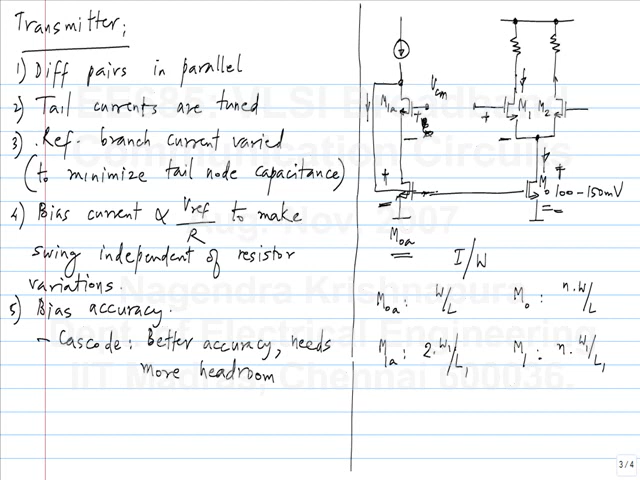 Transmitter;
1) Diff pairs in parallel
2) Tail currents are tuned
3) Ref. branch current varied
(to minimize tail node capacitance)
4) Bias current ∝ Vref/R to make
swing independent of resistor
variations.
5) Bias accuracy.
- Cascode: Better accuracy, needs
more headroom
M1a
Vcm
+
-
+
-
M1
M2
+
-
M0
+
100-150mV
-
M0a
I/W
M0a : W/L
M0 : n.W/L
M1a : 2.W1/L1
M1 : n.W1/L1
EE685: VLSI Broadband
Communication Circuits
Aug.-Nov. 2007
Nagendra Krishnapura
Dept. of Electrical Engineering
IIT Madras, Chennai 600036.
3/4